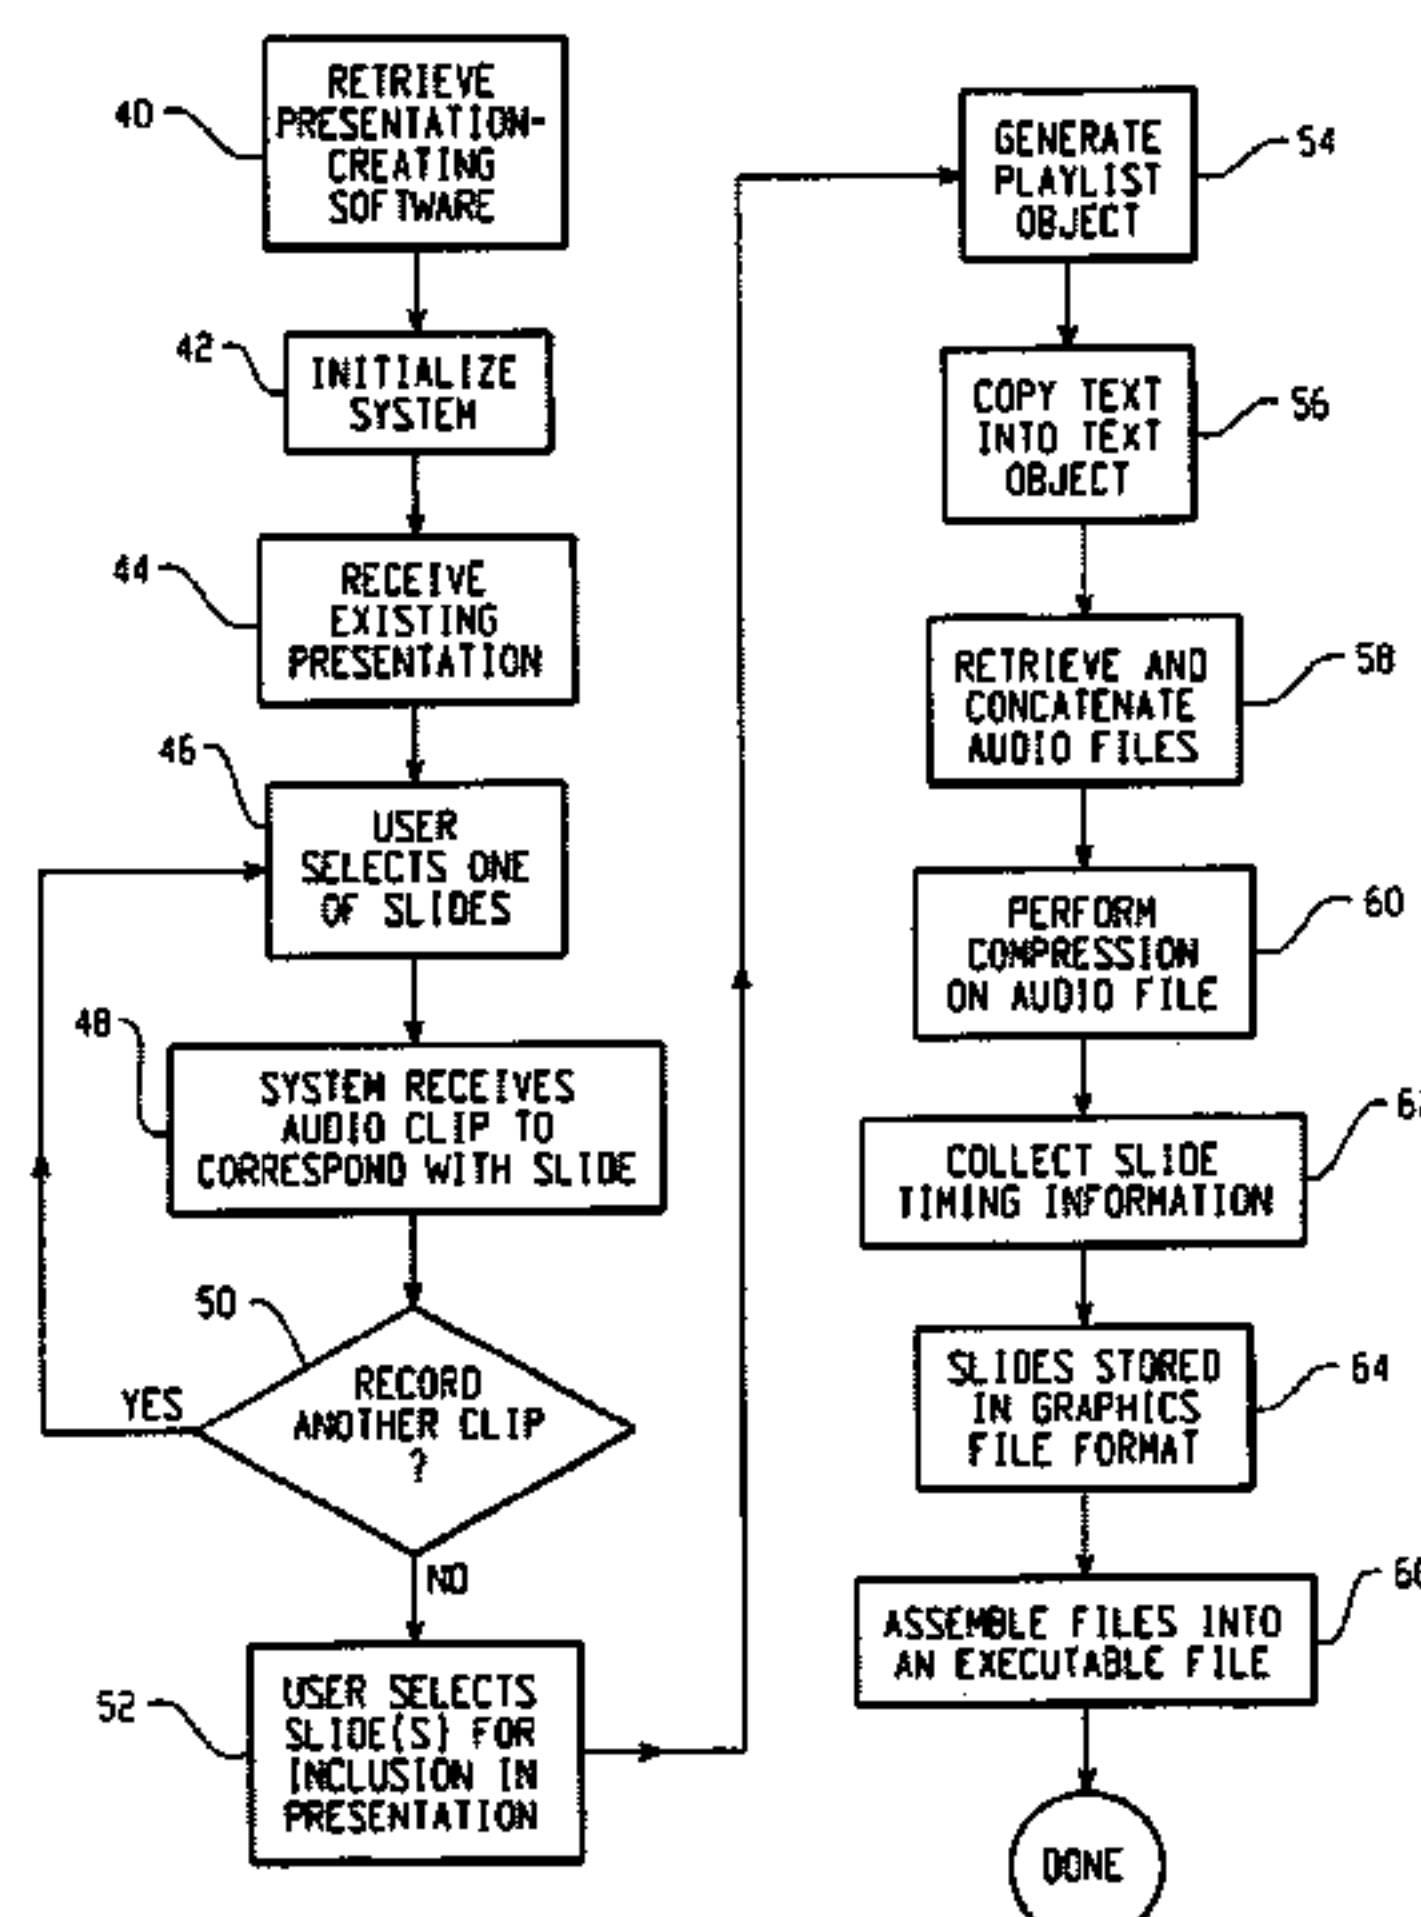 40
RETRIEVE
PRESENTATION-
CREATING
SOFTWARE
42
INITIALIZE
SYSTEM
44
RECEIVE
EXISTING
PRESENTATION
46
USER
SELECTS ONE
OF SLIDES
48
SYSTEM RECEIVES
AUDIO CLIP TO
CORRESPOND WITH SLIDE
50
RECORD
ANOTHER CLIP
?
YES
NO
52
USER SELECTS
SLIDE(S) FOR
INCLUSION IN
PRESENTATION
54
GENERATE
PLAYLIST
OBJECT
56
COPY TEXT
INTO TEXT
OBJECT
58
RETRIEVE AND
CONCATENATE
AUDIO FILES
60
PERFORM
COMPRESSION
ON AUDIO FILE
COLLECT SLIDE
TIMING INFORMATION
64
SLIDES STORED
IN GRAPHICS
FILE FORMAT
ASSEMBLE FILES INTO
AN EXECUTABLE FILE
DONE